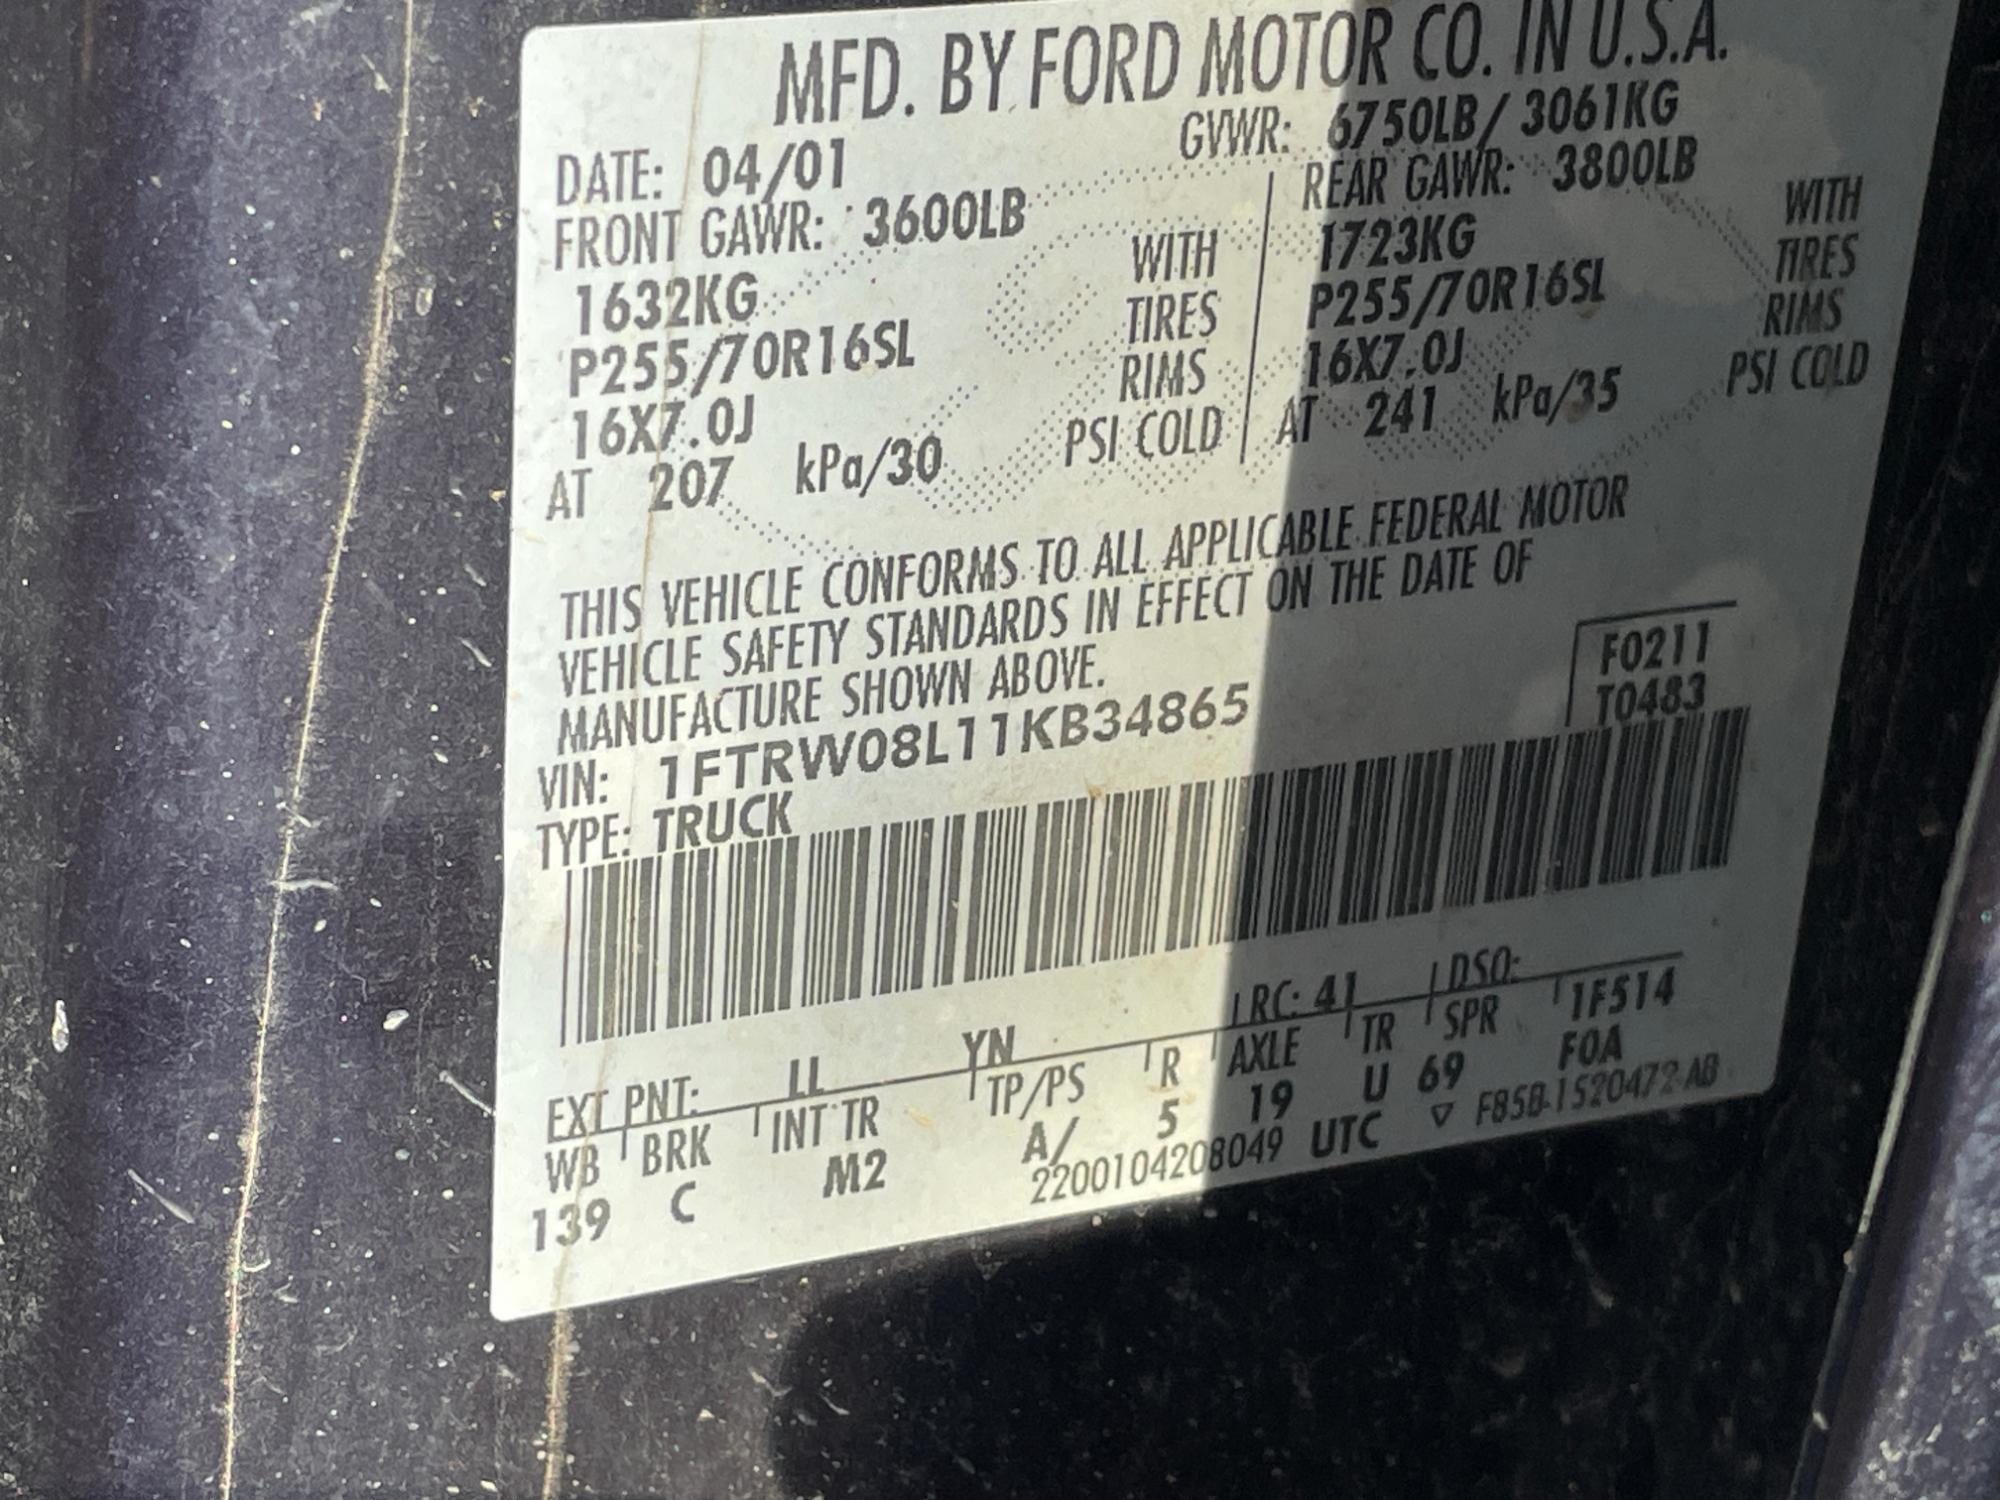 MFD. BY FORD MOTOR CO. IN U.S.A.
DATE: 04/01 GVWR: 6750LB/ 3061KG
FRONT GAWR: 3600LB REAR GAWR: 3800LB
1632KG WITH 1723KG WITH
P255/70R16SL TIRES P255/70R16SL TIRES
16X7.0J RIMS 16X7.0J RIMS
AT 207 kPa/30 PSI COLD AT 241 kPa/35 PSI COLD
THIS VEHICLE CONFORMS TO ALL APPLICABLE FEDERAL MOTOR
VEHICLE SAFETY STANDARDS IN EFFECT ON THE DATE OF
MANUFACTURE SHOWN ABOVE.
VIN: 1FTRW08L11KB34865 F0211
TYPE: TRUCK T0483
EXT PNT: LL YN RC: 41 DSO:
WB BRK INT TR TP/PS R AXLE TR SPR 1F514
139 C M2 A/ 5 19 U 69 F0A
2200104208049 UTC ▽ F85B-1520472-AB